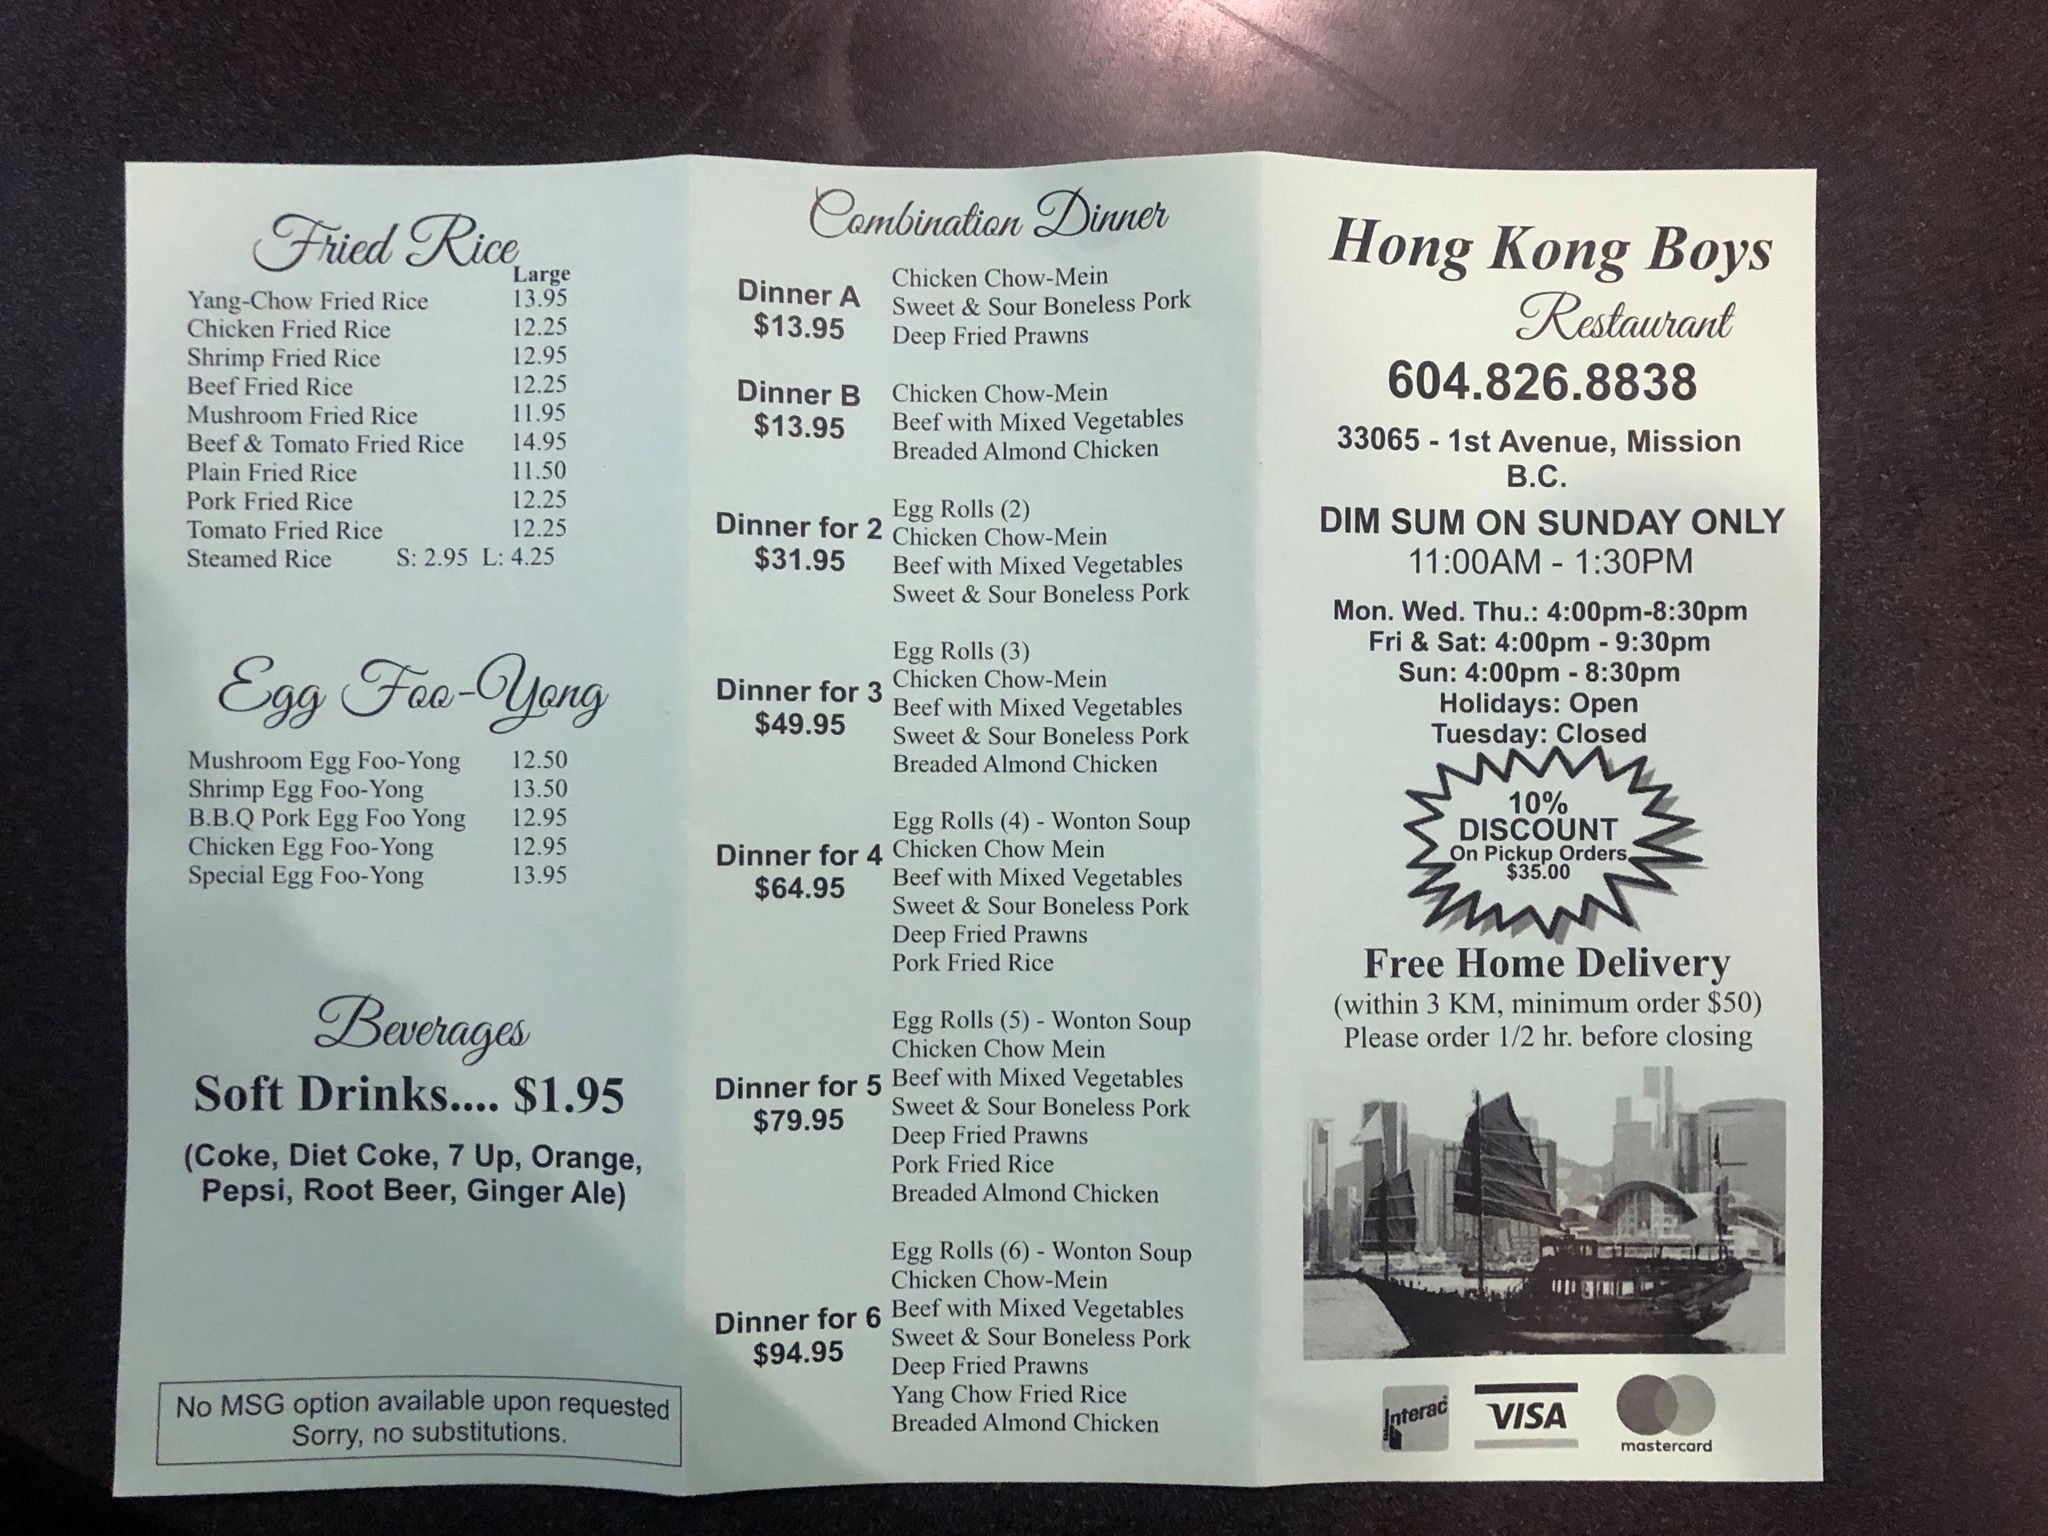 Fried Rice
Large
Yang-Chow Fried Rice 13.95
Chicken Fried Rice 12.25
Shrimp Fried Rice 12.95
Beef Fried Rice 12.25
Mushroom Fried Rice 11.95
Beef & Tomato Fried Rice 14.95
Plain Fried Rice 11.50
Pork Fried Rice 12.25
Tomato Fried Rice 12.25
Steamed Rice S: 2.95 L: 4.25
Egg Foo-Yong
Mushroom Egg Foo-Yong 12.50
Shrimp Egg Foo-Yong 13.50
B.B.Q Pork Egg Foo Yong 12.95
Chicken Egg Foo-Yong 12.95
Special Egg Foo-Yong 13.95
Beverages
Soft Drinks.... $1.95
(Coke, Diet Coke, 7 Up, Orange,
Pepsi, Root Beer, Ginger Ale)
No MSG option available upon requested
Sorry, no substitutions.
Combination Dinner
Dinner A
$13.95
Chicken Chow-Mein
Sweet & Sour Boneless Pork
Deep Fried Prawns
Dinner B
$13.95
Chicken Chow-Mein
Beef with Mixed Vegetables
Breaded Almond Chicken
Dinner for 2
$31.95
Egg Rolls (2)
Chicken Chow-Mein
Beef with Mixed Vegetables
Sweet & Sour Boneless Pork
Dinner for 3
$49.95
Egg Rolls (3)
Chicken Chow-Mein
Beef with Mixed Vegetables
Sweet & Sour Boneless Pork
Breaded Almond Chicken
Dinner for 4
$64.95
Egg Rolls (4) - Wonton Soup
Chicken Chow Mein
Beef with Mixed Vegetables
Sweet & Sour Boneless Pork
Deep Fried Prawns
Pork Fried Rice
Dinner for 5
$79.95
Egg Rolls (5) - Wonton Soup
Chicken Chow Mein
Beef with Mixed Vegetables
Sweet & Sour Boneless Pork
Deep Fried Prawns
Pork Fried Rice
Breaded Almond Chicken
Dinner for 6
$94.95
Egg Rolls (6) - Wonton Soup
Chicken Chow-Mein
Beef with Mixed Vegetables
Sweet & Sour Boneless Pork
Deep Fried Prawns
Yang Chow Fried Rice
Breaded Almond Chicken
Hong Kong Boys
Restaurant
604.826.8838
33065 - 1st Avenue, Mission
B.C.
DIM SUM ON SUNDAY ONLY
11:00AM - 1:30PM
Mon. Wed. Thu.: 4:00pm-8:30pm
Fri & Sat: 4:00pm - 9:30pm
Sun: 4:00pm - 8:30pm
Holidays: Open
Tuesday: Closed
10%
DISCOUNT
On Pickup Orders
$35.00
Free Home Delivery
(within 3 KM, minimum order $50)
Please order 1/2 hr. before closing
Interac
VISA
mastercard